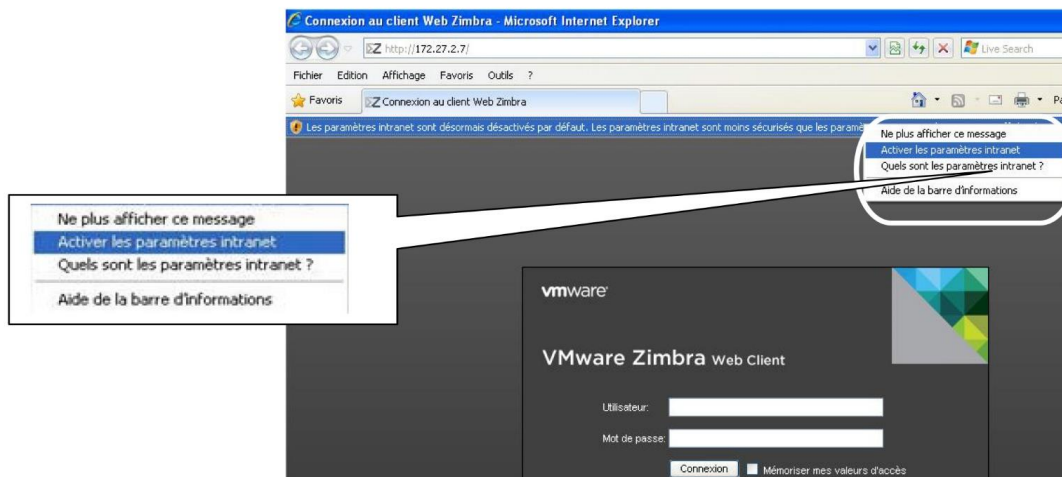 Connexion au client Web Zimbra - Microsoft Internet Explorer
http://172.27.2.7/
Live Search
Fichier Edition Affichage Favoris Outils ?
Favoris
Connexion au client Web Zimbra
Les paramètres intranet sont désormais désactivés par défaut. Les paramètres intranet sont moins sécurisés que les
Ne plus afficher ce message
Activer les paramètres intranet
Quels sont les paramètres intranet ?
Aide de la barre d'informations
Ne plus afficher ce message
Activer les paramètres intranet
Quels sont les paramètres intranet ?
Aide de la barre d'informations
vmware
VMware Zimbra Web Client
Utilisateur:
Mot de passe:
Connexion
Mémoriser mes valeurs d'accès